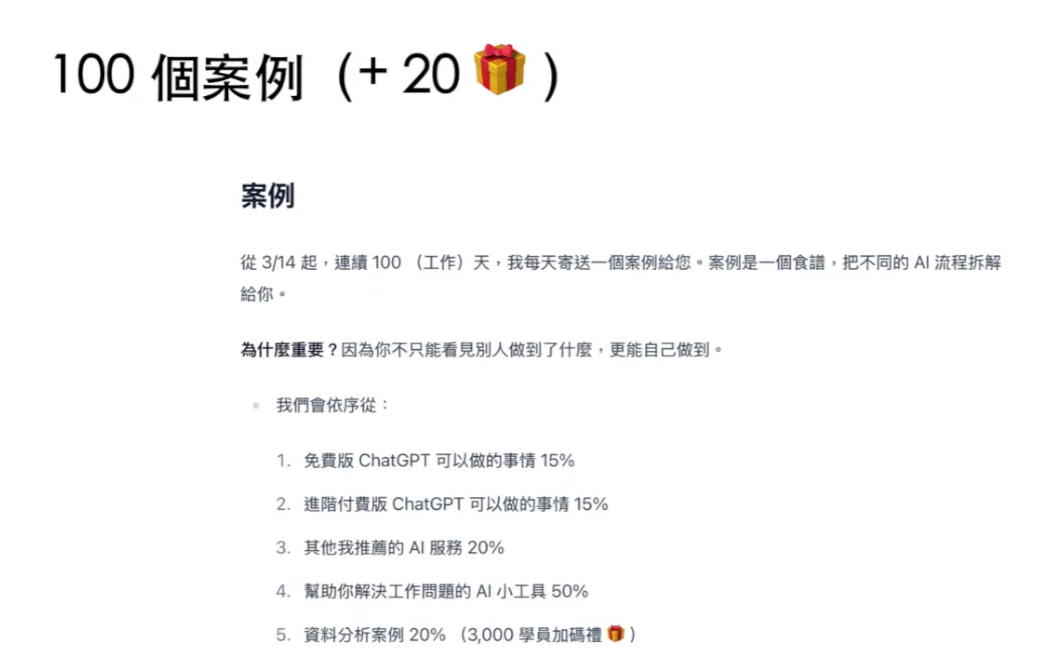 100 個案例（+ 20 🎁 ）
案例
從 3/14 起，連續 100 （工作）天，我每天寄送一個案例給您。案例是一個食譜，把不同的 AI 流程拆解
給你。
為什麼重要？因為你不只能看見別人做到了什麼，更能自己做到。
我們會依序從：
1. 免費版 ChatGPT 可以做的事情 15%
2. 進階付費版 ChatGPT 可以做的事情 15%
3. 其他我推薦的 AI 服務 20%
4. 幫助你解決工作問題的 AI 小工具 50%
5. 資料分析案例 20% （3,000 學員加碼禮 🎁 ）